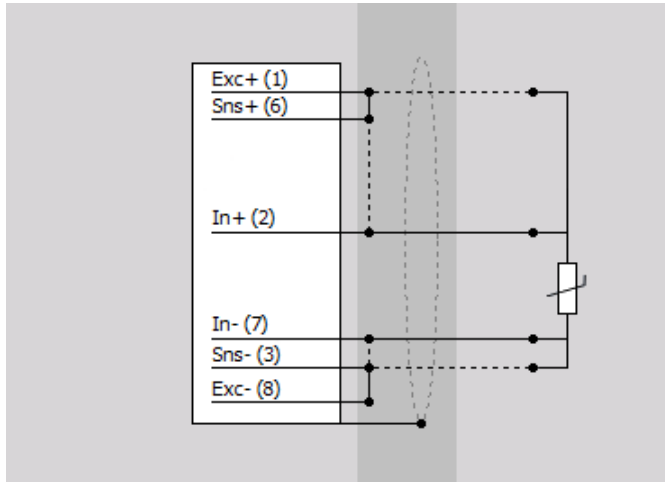 Exc+ (1)
Sns+ (6)
In+ (2)
In- (7)
Sns- (3)
Exc- (8)